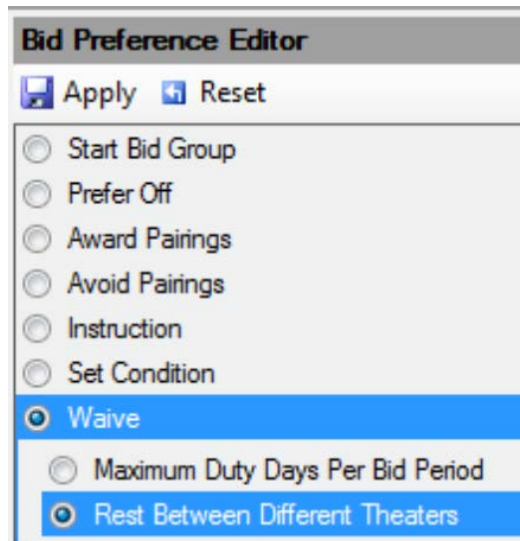 Bid Preference Editor
Apply Reset
Start Bid Group
Prefer Off
Award Pairings
Avoid Pairings
Instruction
Set Condition
Waive
Maximum Duty Days Per Bid Period
Rest Between Different Theaters